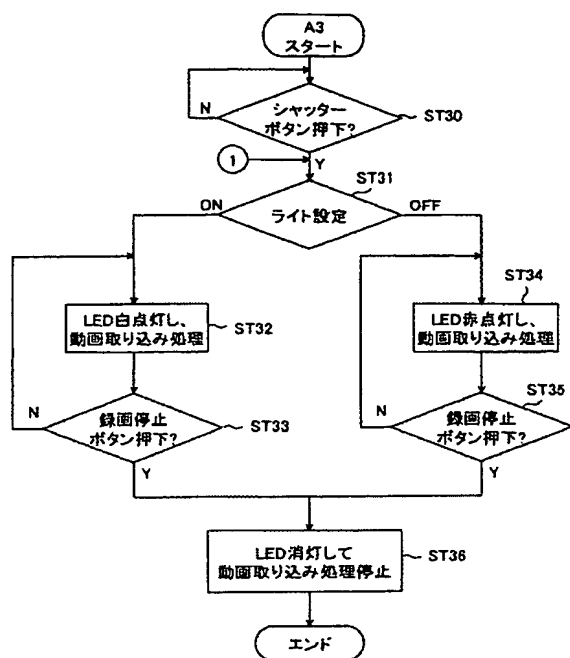 A3
スタート
N
シャッター
ボタン押下?
ST30
1
Y
ST31
ON
ライト設定
OFF
ST34
LED白点灯し、
動画取り込み処理
ST32
LED赤点灯し、
動画取り込み処理
ST35
N
録画停止
ボタン押下?
ST33
N
録画停止
ボタン押下?
Y
Y
LED消灯して
動画取り込み処理停止
ST36
エンド